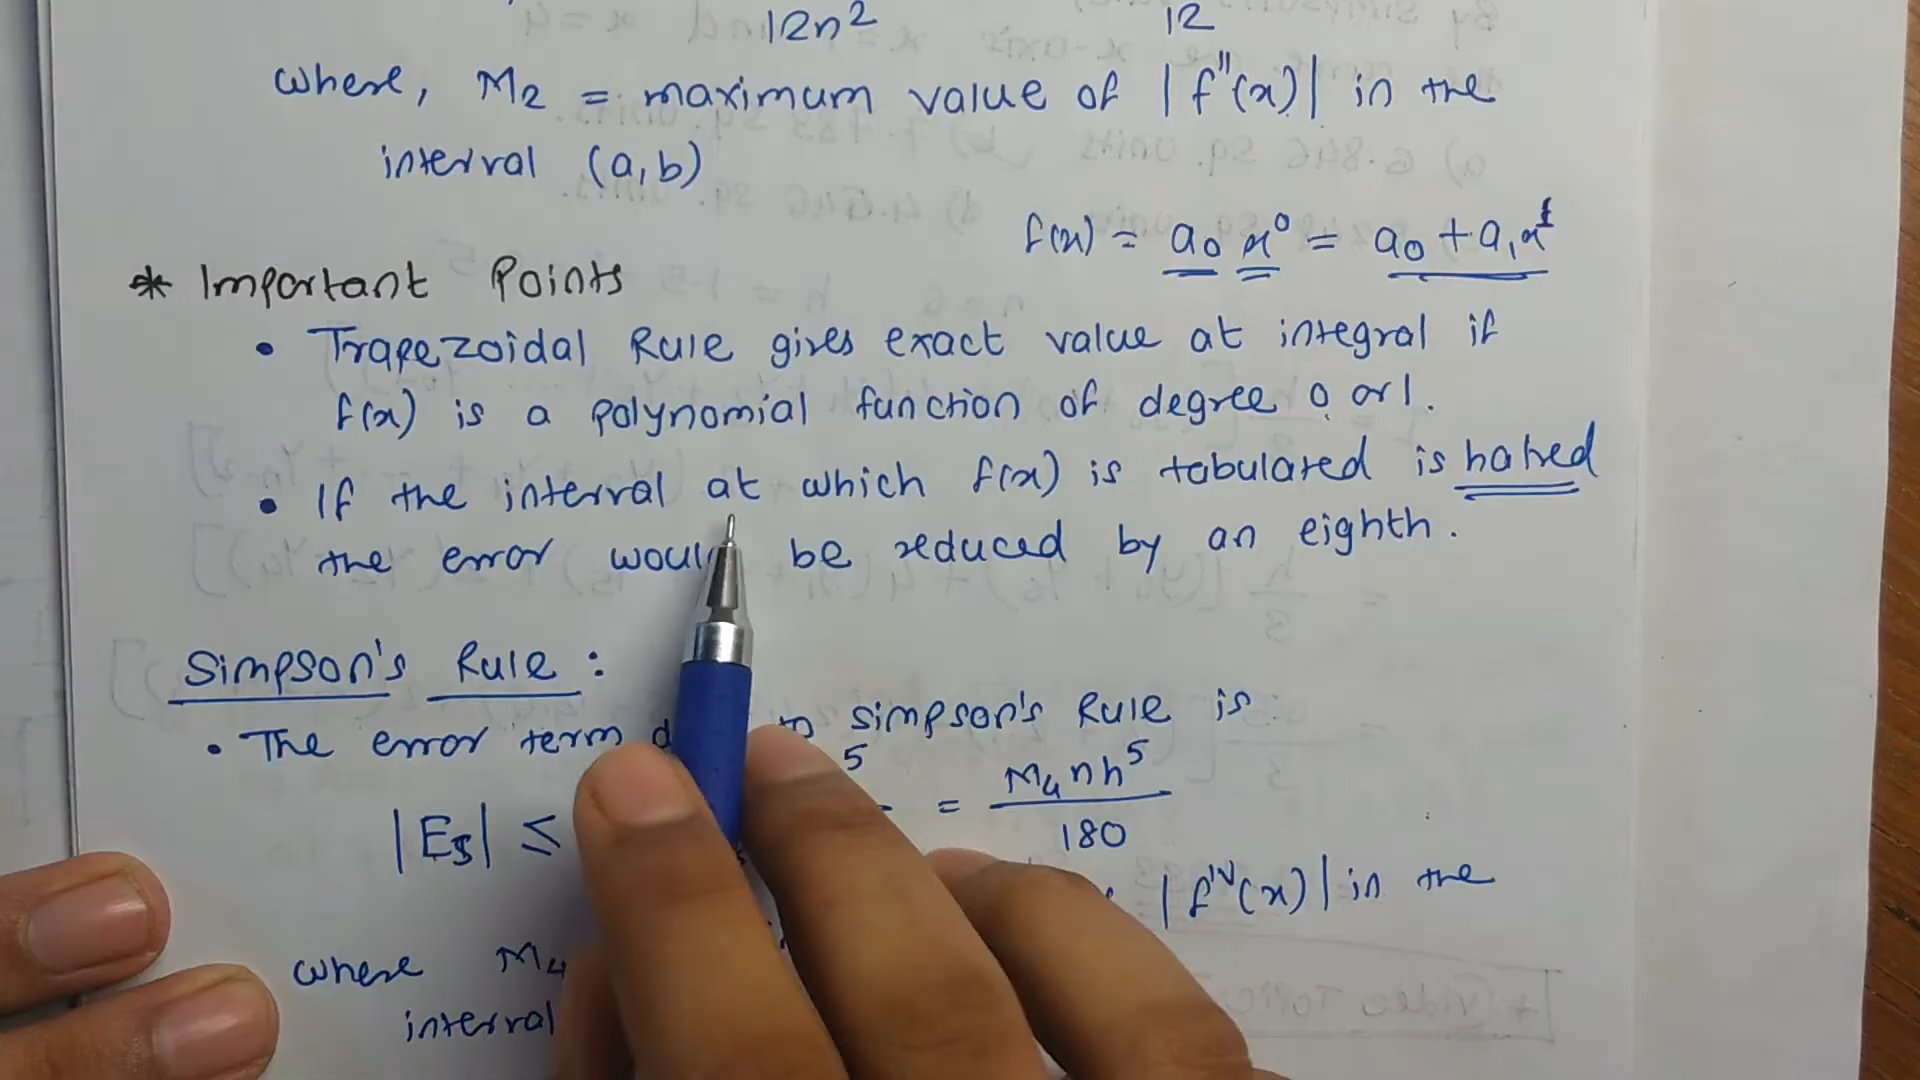 12n² 12
where, M₂ = maximum value of |f"(x)| in the
interval (a,b)
f(x) = a₀ x⁰ = a₀ + a₁x¹
* Important Points
• Trapezoidal Rule gives exact value at integral if
f(x) is a polynomial function of degree 0 or 1.
• If the interval at which f(x) is tabulated is halved
the error would be reduced by an eighth.
Simpson's Rule :
• The error term Simpson's Rule is
|Es| ≤ 5 = M₄nh⁵
180
where M₄ |f^IV(x)| in the
interval